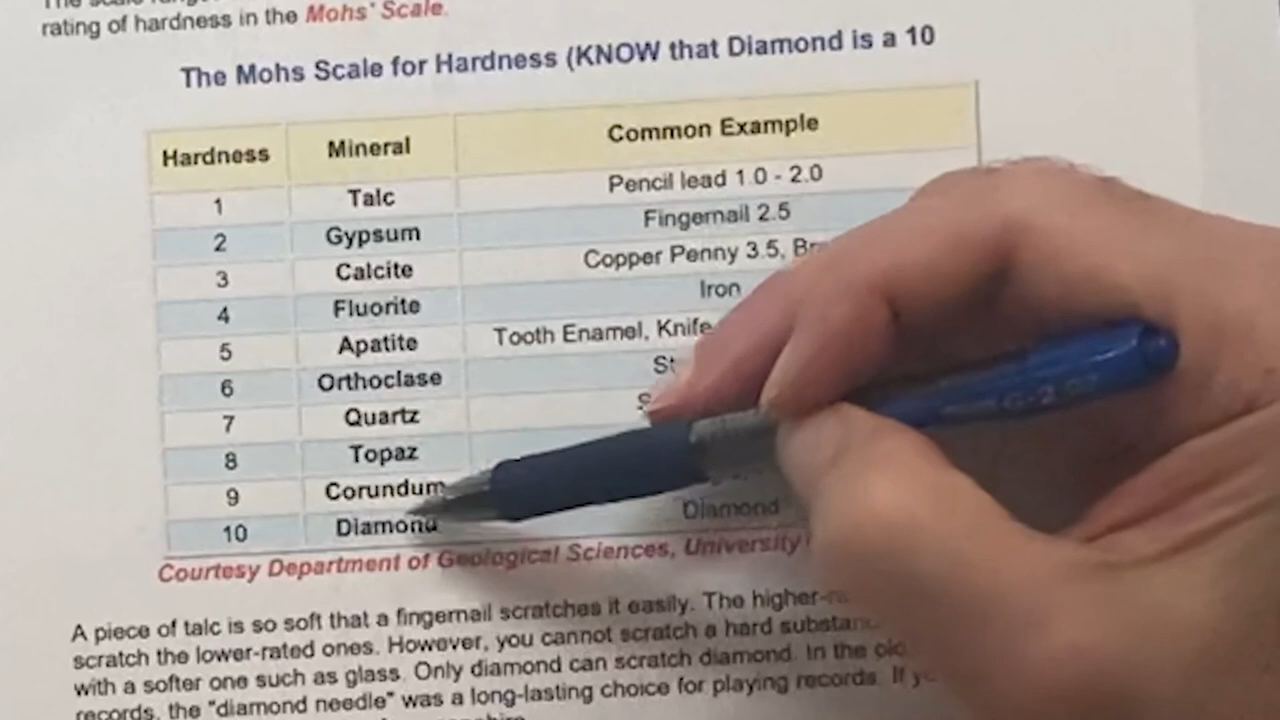 rating of hardness in the Mohs' Scale.
The Mohs Scale for Hardness (KNOW that Diamond is a 10
Hardness Mineral Common Example
1 Talc Pencil lead 1.0 - 2.0
2 Gypsum Fingernail 2.5
3 Calcite Copper Penny 3.5,
4 Fluorite Iron
5 Apatite Tooth Enamel, Knife
6 Orthoclase
7 Quartz
8 Topaz
9 Corundum
10 Diamond Diamond
Courtesy Department of Geological Sciences, University
A piece of talc is so soft that a fingernail scratches it easily. The
scratch the lower-rated ones. However, you cannot scratch a hard
with a softer one such as glass. Only diamond can scratch diamond. In the
records, the "diamond needle" was a long-lasting choice for playing records. If